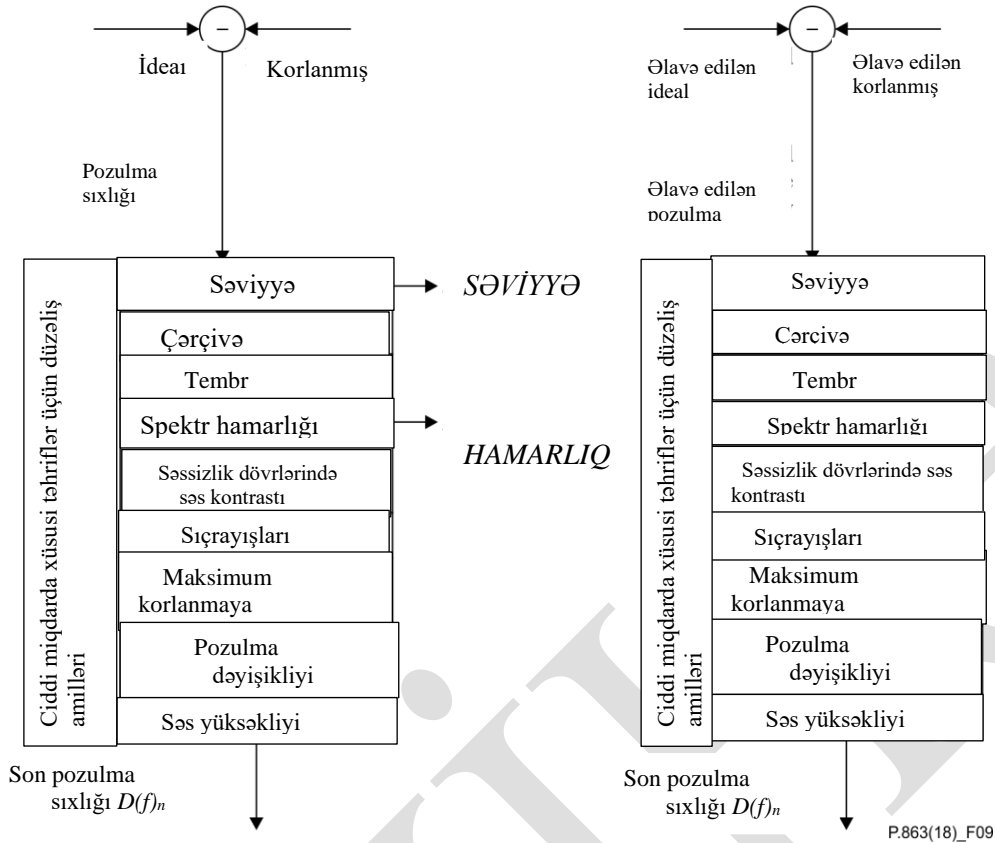 −
İdeaı
Korlanmış
Pozulma
sıxlığı
Ciddi miqdarda xüsusi təhriflər üçün düzəliş
amilləri
Səviyyə
SƏVİYYƏ
Çərçivə
Tembr
Spektr hamarlığı
HAMARLIQ
Səssizlik dövrlərində
səs kontrastı
Sıçrayışları
Maksimum
korlanmaya
Pozulma
dəyişikliyi
Səs yüksəkliyi
Son pozulma
sıxlığı D(f)n
−
Əlavə edilən
ideal
Əlavə edilən
korlanmış
Əlavə edilən
pozulma
Ciddi miqdarda xüsusi təhriflər üçün düzəliş
amilləri
Səviyyə
Cərcivə
Tembr
Spektr hamarlığı
Səssizlik dövrlərində səs
kontrastı
Sıçrayışları
Maksimum
korlanmaya
Pozulma
dəyişikliyi
Səs yüksəkliyi
Son pozulma
sıxlığı D(f)n
P.863(18)_F09